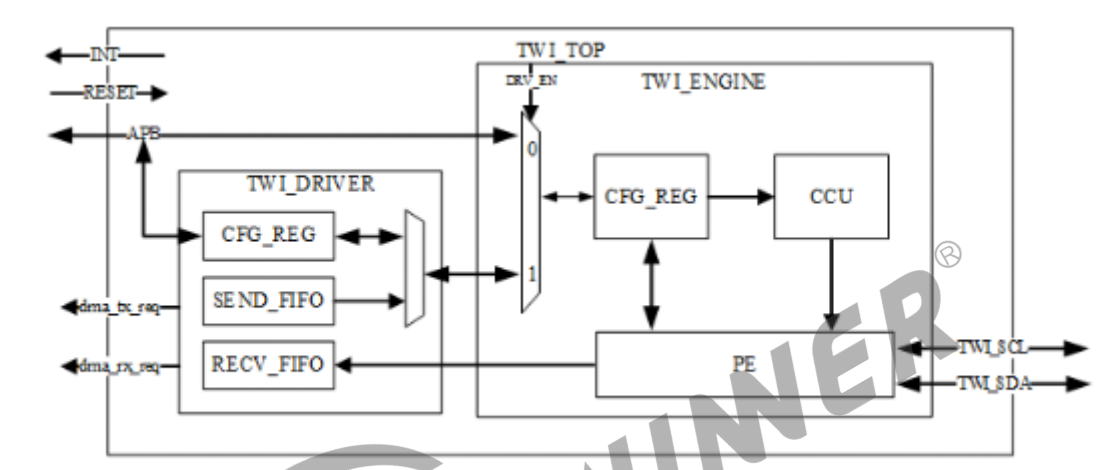 TWI_TOP
INT
DRV_EN
TWI_ENGINE
RESET
APB
0
TWI_DRIVER
CFG_REG
CCU
CFG_REG
1
SEND_FIFO
dma_tx_req
RECV_FIFO
dma_rx_req
PE
TWI_SCL
TWI_SDA
®